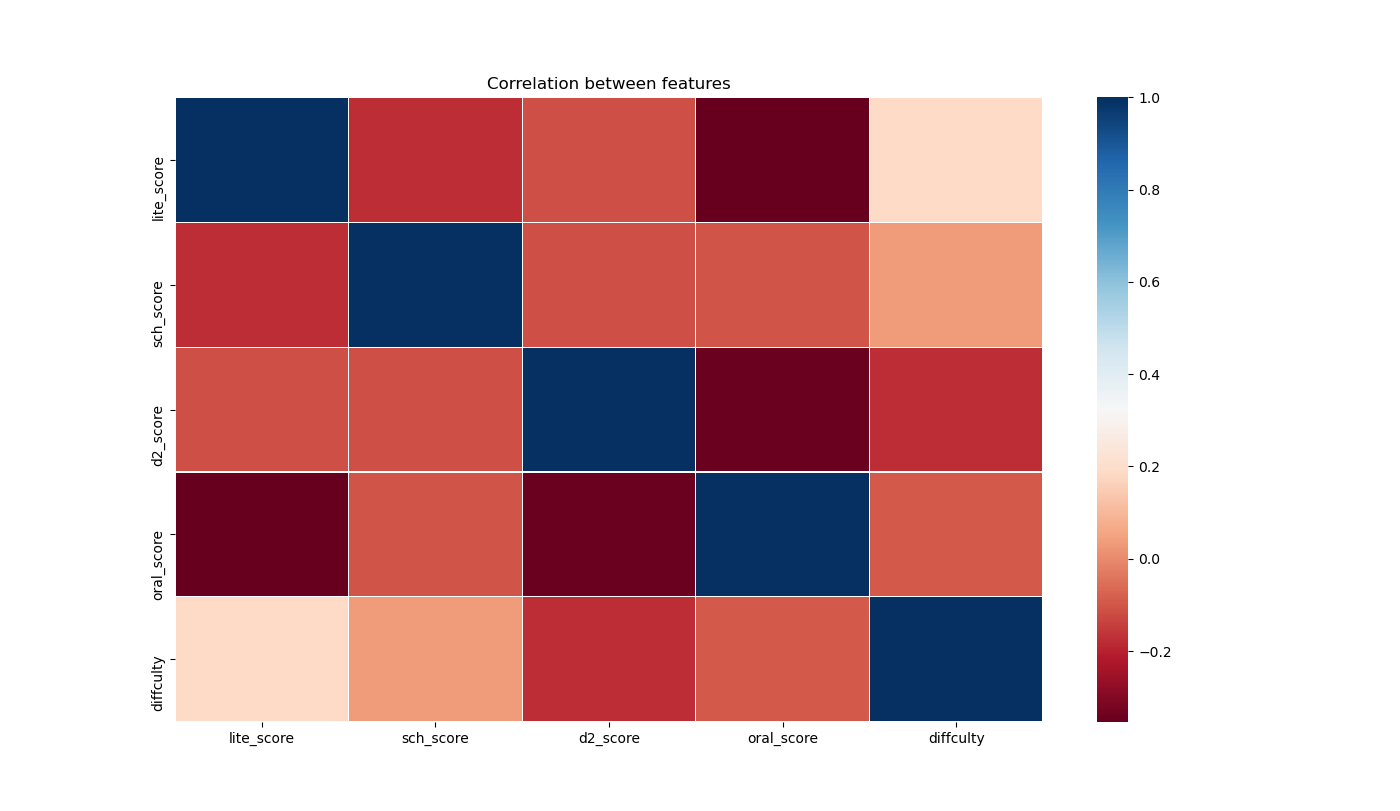 Correlation between features
lite_score
sch_score
d2_score
oral_score
diffculty
lite_score
sch_score
d2_score
oral_score
diffculty
1.0
0.8
0.6
0.4
0.2
0.0
−0.2